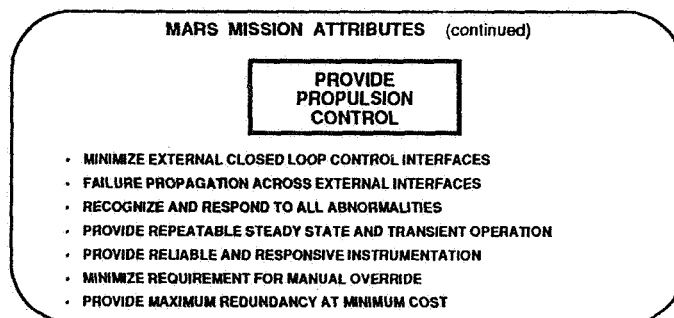 MARS MISSION ATTRIBUTES (continued)
PROVIDE
PROPULSION
CONTROL
• MINIMIZE EXTERNAL CLOSED LOOP CONTROL INTERFACES
• FAILURE PROPAGATION ACROSS EXTERNAL INTERFACES
• RECOGNIZE AND RESPOND TO ALL ABNORMALITIES
• PROVIDE REPEATABLE STEADY STATE AND TRANSIENT OPERATION
• PROVIDE RELIABLE AND RESPONSIVE INSTRUMENTATION
• MINIMIZE REQUIREMENT FOR MANUAL OVERRIDE
• PROVIDE MAXIMUM REDUNDANCY AT MINIMUM COST